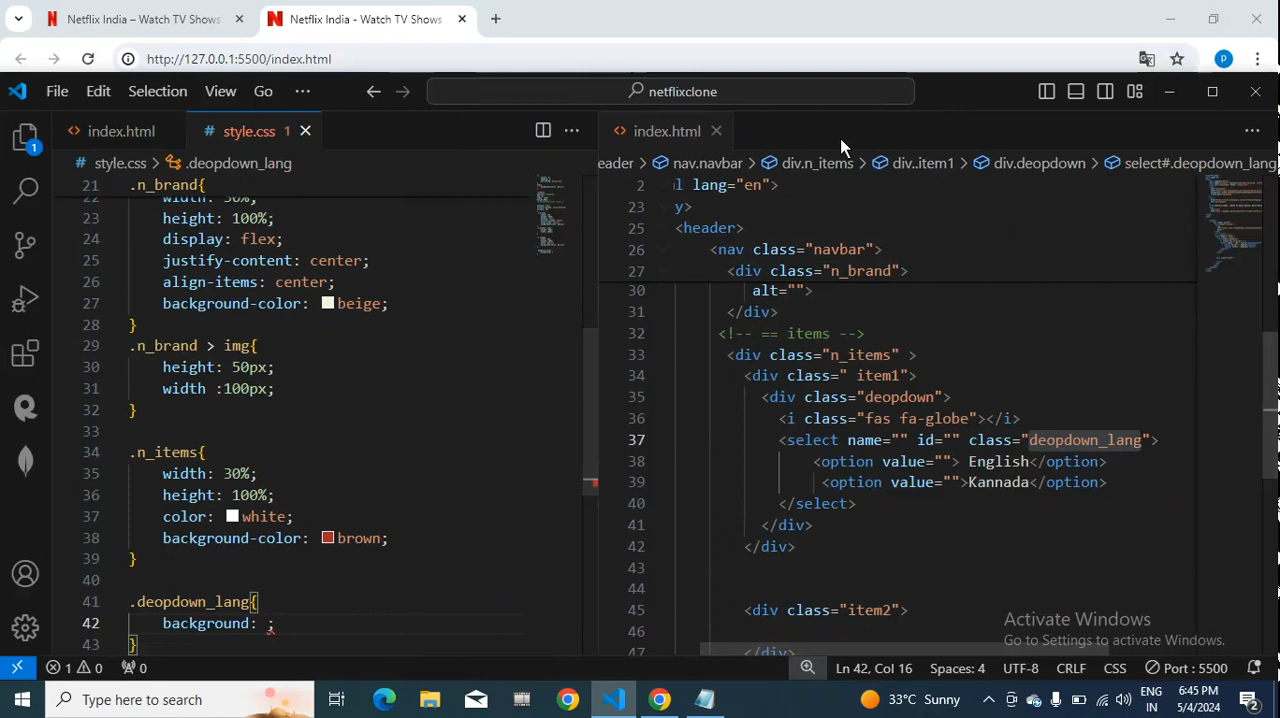 Netflix India – Watch TV Shows
Netflix India - Watch TV Shows
http://127.0.0.1:5500/index.html
P
File Edit Selection View Go
netflixclone
index.html
style.css 1
style.css
.deopdown_lang
21 .n_brand{
23 height: 100%;
24 display: flex;
25 justify-content: center;
26 align-items: center;
27 background-color: beige;
28 }
29 .n_brand > img{
30 height: 50px;
31 width :100px;
32 }
33
34 .n_items{
35 width: 30%;
36 height: 100%;
37 color: white;
38 background-color: brown;
39 }
40
41 .deopdown_lang{
42 background: ;
43 }
index.html
eader nav.navbar div.n_items div..item1 div.deopdown select#.deopdown_lang
2 l lang="en">
23 y>
25 <header>
26 <nav class="navbar">
27 <div class="n_brand">
30 alt="">
31 </div>
32 <!-- == items -->
33 <div class="n_items" >
34 <div class=" item1">
35 <div class="deopdown">
36 <i class="fas fa-globe"></i>
37 <select name="" id="" class="deopdown_lang">
38 <option value=""> English</option>
39 <option value="">Kannada</option>
40 </select>
41 </div>
42 </div>
43
44
45 <div class="item2">
46
47 </div>
Activate Windows
Go to Settings to activate Windows.
1 0 0 Ln 42, Col 16 Spaces: 4 UTF-8 CRLF CSS Port : 5500
Type here to search
33°C Sunny
ENG
IN
6:45 PM
5/4/2024
2